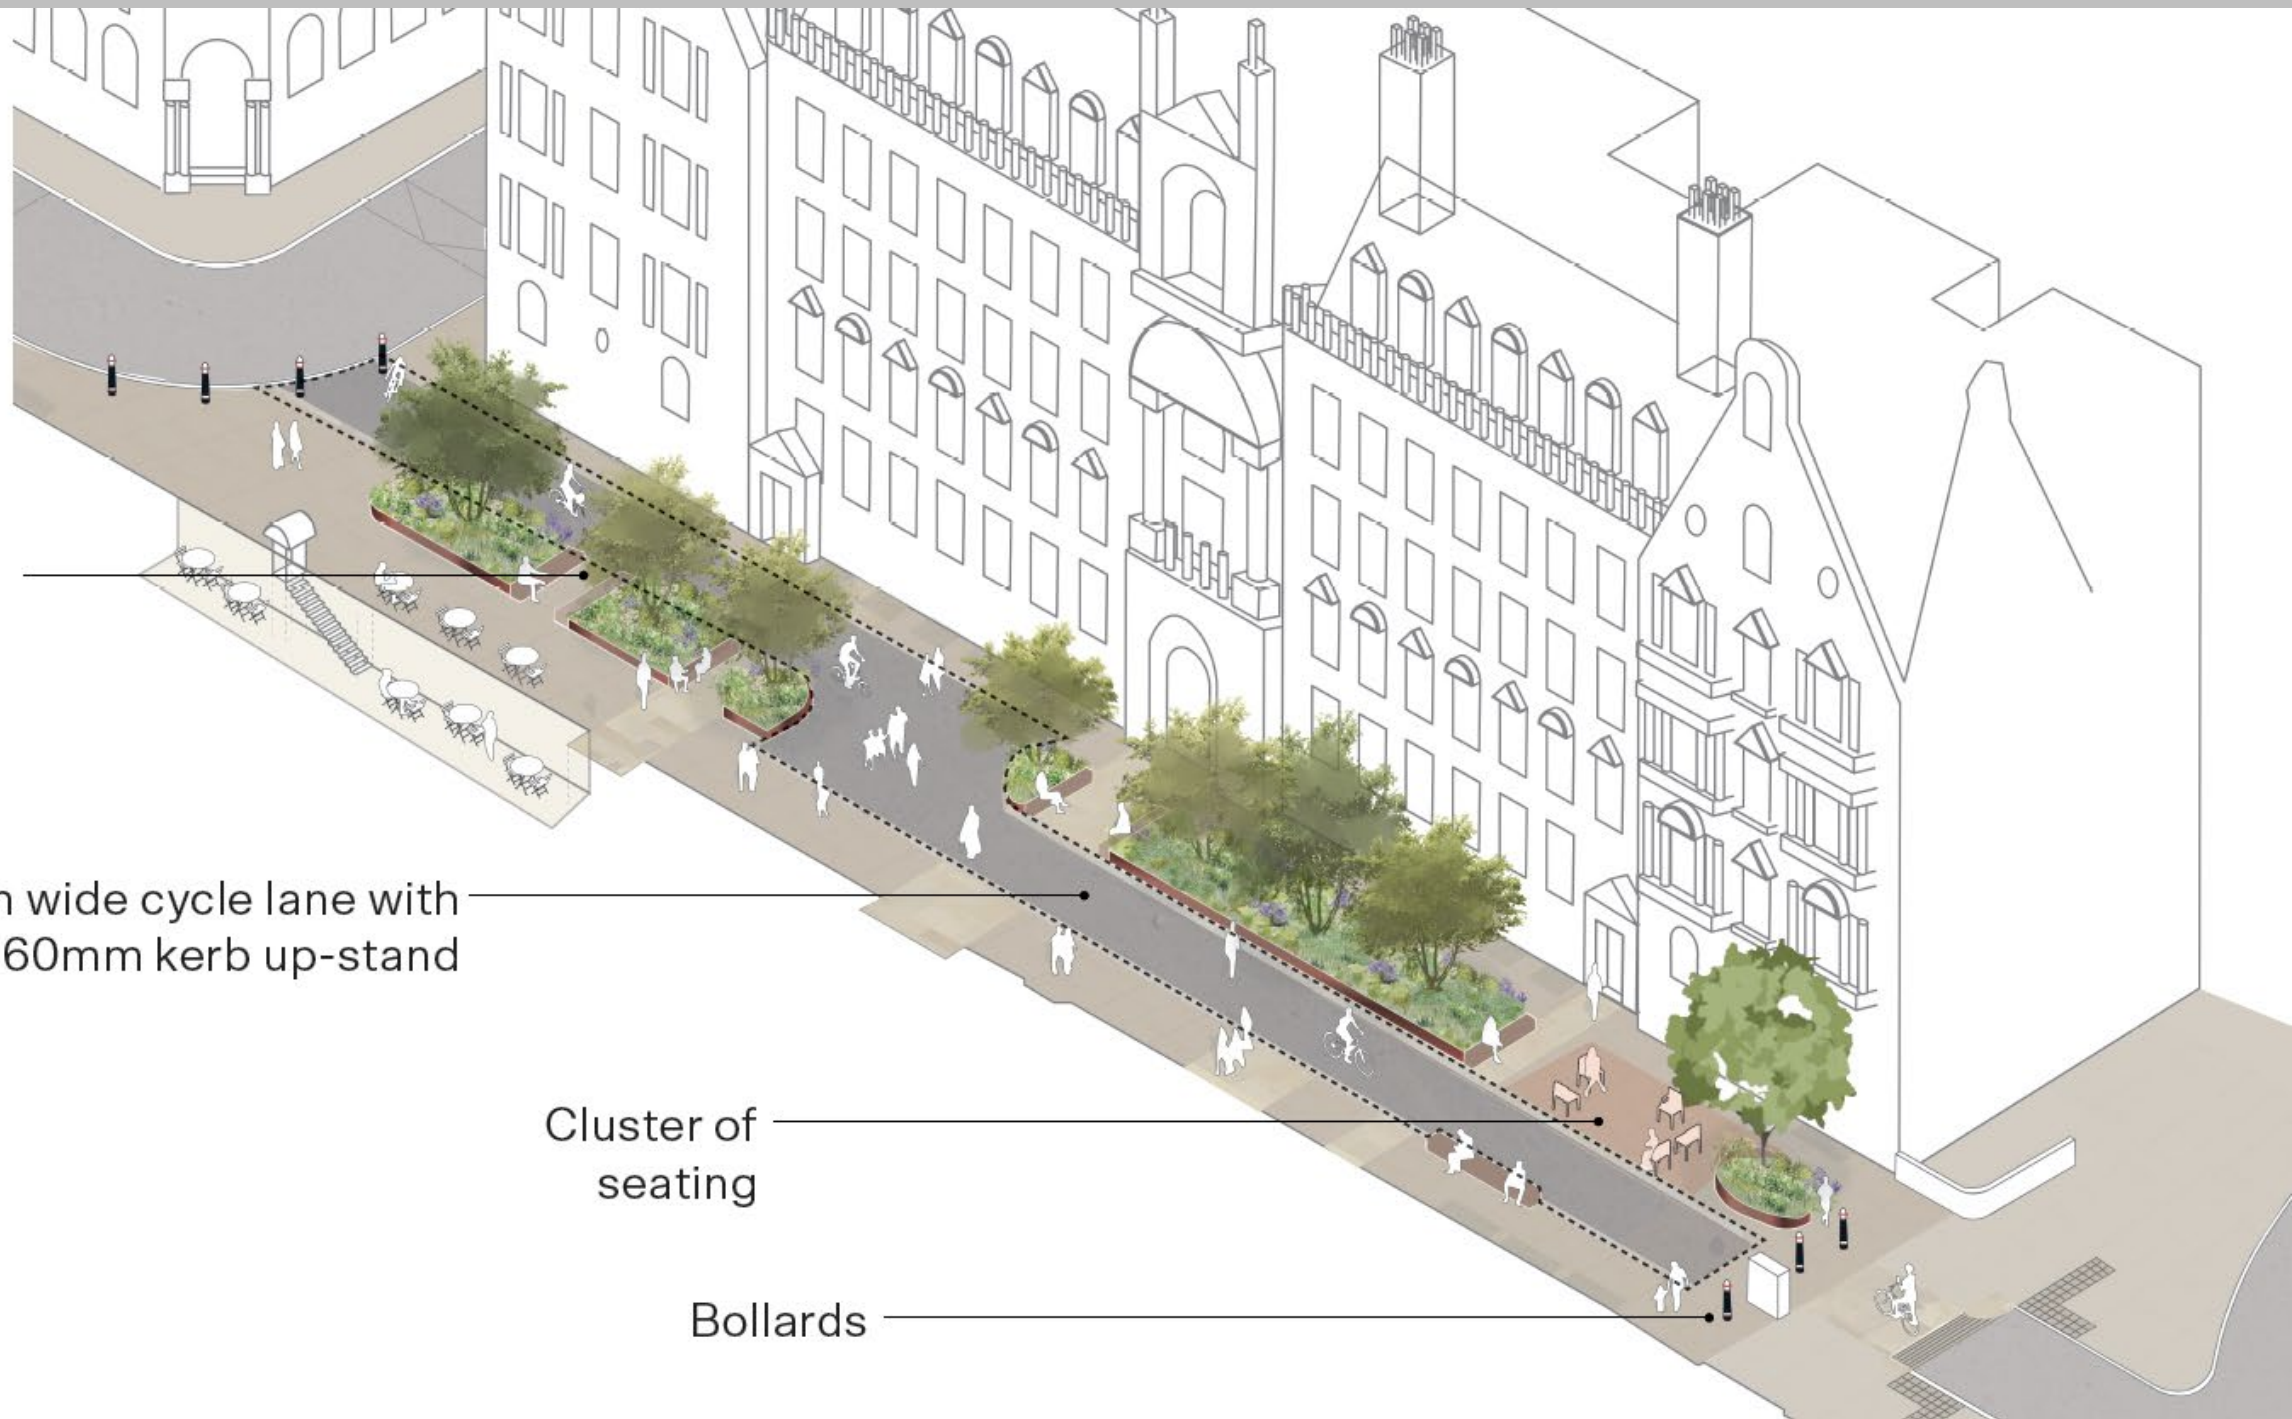 wide cycle lane with
60mm kerb up-stand
Cluster of
seating
Bollards